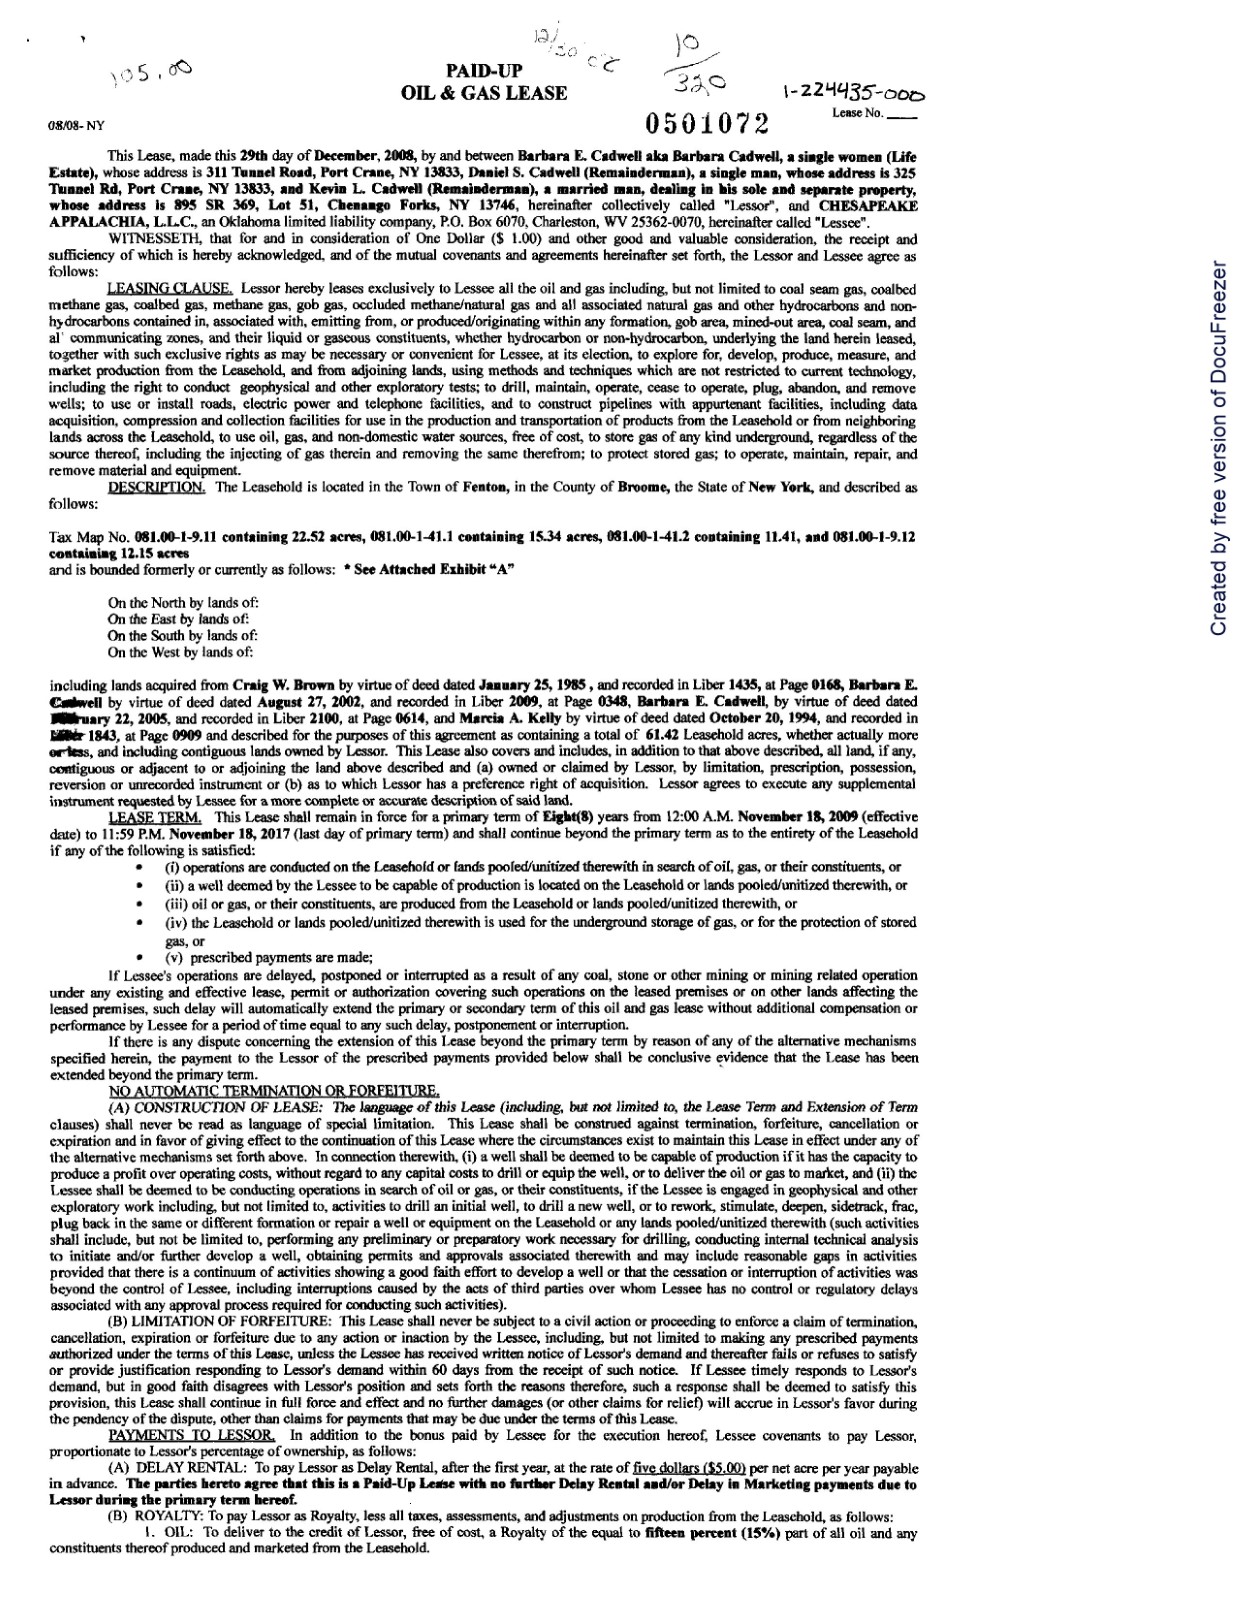 105.00
12/30 CC
10/320
PAID-UP
OIL & GAS LEASE
1-224435-000
Lease No. ____
0501072
08/08- NY
This Lease, made this 29th day of December, 2008, by and between Barbara E. Cadwell aka Barbara Cadwell, a single women (Life
Estate), whose address is 311 Tunnel Road, Port Crane, NY 13833, Daniel S. Cadwell (Remainderman), a single man, whose address is 325
Tunnel Rd, Port Crane, NY 13833, and Kevin L. Cadwell (Remainderman), a married man, dealing in his sole and separate property,
whose address is 895 SR 369, Lot 51, Chenango Forks, NY 13746, hereinafter collectively called "Lessor", and CHESAPEAKE
APPALACHIA, L.L.C., an Oklahoma limited liability company, P.O. Box 6070, Charleston, WV 25362-0070, hereinafter called "Lessee".
WITNESSETH, that for and in consideration of One Dollar ($ 1.00) and other good and valuable consideration, the receipt and
sufficiency of which is hereby acknowledged, and of the mutual covenants and agreements hereinafter set forth, the Lessor and Lessee agree as
follows:
LEASING CLAUSE. Lessor hereby leases exclusively to Lessee all the oil and gas including, but not limited to coal seam gas, coalbed
methane gas, coalbed gas, methane gas, gob gas, occluded methane/natural gas and all associated natural gas and other hydrocarbons and non-
hydrocarbons contained in, associated with, emitting from, or produced/originating within any formation, gob area, mined-out area, coal seam, and
al' communicating zones, and their liquid or gaseous constituents, whether hydrocarbon or non-hydrocarbon, underlying the land herein leased,
together with such exclusive rights as may be necessary or convenient for Lessee, at its election, to explore for, develop, produce, measure, and
market production from the Leasehold, and from adjoining lands, using methods and techniques which are not restricted to current technology,
including the right to conduct geophysical and other exploratory tests; to drill, maintain, operate, cease to operate, plug, abandon, and remove
wells; to use or install roads, electric power and telephone facilities, and to construct pipelines with appurtenant facilities, including data
acquisition, compression and collection facilities for use in the production and transportation of products from the Leasehold or from neighboring
lands across the Leasehold, to use oil, gas, and non-domestic water sources, free of cost, to store gas of any kind underground, regardless of the
source thereof, including the injecting of gas therein and removing the same therefrom; to protect stored gas; to operate, maintain, repair, and
remove material and equipment.
DESCRIPTION. The Leasehold is located in the Town of Fenton, in the County of Broome, the State of New York, and described as
follows:
Tax Map No. 081.00-1-9.11 containing 22.52 acres, 081.00-1-41.1 containing 15.34 acres, 081.00-1-41.2 containing 11.41, and 081.00-1-9.12
containing 12.15 acres
and is bounded formerly or currently as follows: * See Attached Exhibit "A"
On the North by lands of:
On the East by lands of:
On the South by lands of:
On the West by lands of:
including lands acquired from Craig W. Brown by virtue of deed dated January 25, 1985 , and recorded in Liber 1435, at Page 0168, Barbara E.
Cadwell by virtue of deed dated August 27, 2002, and recorded in Liber 2009, at Page 0348, Barbara E. Cadwell, by virtue of deed dated
22, 2005, and recorded in Liber 2100, at Page 0614, and Marcia A. Kelly by virtue of deed dated October 20, 1994, and recorded in
Liber 1843, at Page 0909 and described for the purposes of this agreement as containing a total of 61.42 Leasehold acres, whether actually more
or less, and including contiguous lands owned by Lessor. This Lease also covers and includes, in addition to that above described, all land, if any,
contiguous or adjacent to or adjoining the land above described and (a) owned or claimed by Lessor, by limitation, prescription, possession,
reversion or unrecorded instrument or (b) as to which Lessor has a preference right of acquisition. Lessor agrees to execute any supplemental
instrument requested by Lessee for a more complete or accurate description of said land.
LEASE TERM. This Lease shall remain in force for a primary term of Eight(8) years from 12:00 A.M. November 18, 2009 (effective
date) to 11:59 P.M. November 18, 2017 (last day of primary term) and shall continue beyond the primary term as to the entirety of the Leasehold
if any of the following is satisfied:
• (i) operations are conducted on the Leasehold or lands pooled/unitized therewith in search of oil, gas, or their constituents, or
• (ii) a well deemed by the Lessee to be capable of production is located on the Leasehold or lands pooled/unitized therewith, or
• (iii) oil or gas, or their constituents, are produced from the Leasehold or lands pooled/unitized therewith, or
• (iv) the Leasehold or lands pooled/unitized therewith is used for the underground storage of gas, or for the protection of stored
gas, or
• (v) prescribed payments are made;
If Lessee's operations are delayed, postponed or interrupted as a result of any coal, stone or other mining or mining related operation
under any existing and effective lease, permit or authorization covering such operations on the leased premises or on other lands affecting the
leased premises, such delay will automatically extend the primary or secondary term of this oil and gas lease without additional compensation or
performance by Lessee for a period of time equal to any such delay, postponement or interruption.
If there is any dispute concerning the extension of this Lease beyond the primary term by reason of any of the alternative mechanisms
specified herein, the payment to the Lessor of the prescribed payments provided below shall be conclusive evidence that the Lease has been
extended beyond the primary term.
NO AUTOMATIC TERMINATION OR FORFEITURE.
(A) CONSTRUCTION OF LEASE: The language of this Lease (including, but not limited to, the Lease Term and Extension of Term
clauses) shall never be read as language of special limitation. This Lease shall be construed against termination, forfeiture, cancellation or
expiration and in favor of giving effect to the continuation of this Lease where the circumstances exist to maintain this Lease in effect under any of
the alternative mechanisms set forth above. In connection therewith, (i) a well shall be deemed to be capable of production if it has the capacity to
produce a profit over operating costs, without regard to any capital costs to drill or equip the well, or to deliver the oil or gas to market, and (ii) the
Lessee shall be deemed to be conducting operations in search of oil or gas, or their constituents, if the Lessee is engaged in geophysical and other
exploratory work including, but not limited to, activities to drill an initial well, to drill a new well, or to rework, stimulate, deepen, sidetrack, frac,
plug back in the same or different formation or repair a well or equipment on the Leasehold or any lands pooled/unitized therewith (such activities
shall include, but not be limited to, performing any preliminary or preparatory work necessary for drilling, conducting internal technical analysis
to initiate and/or further develop a well, obtaining permits and approvals associated therewith and may include reasonable gaps in activities
provided that there is a continuum of activities showing a good faith effort to develop a well or that the cessation or interruption of activities was
beyond the control of Lessee, including interruptions caused by the acts of third parties over whom Lessee has no control or regulatory delays
associated with any approval process required for conducting such activities).
(B) LIMITATION OF FORFEITURE: This Lease shall never be subject to a civil action or proceeding to enforce a claim of termination,
cancellation, expiration or forfeiture due to any action or inaction by the Lessee, including, but not limited to making any prescribed payments
authorized under the terms of this Lease, unless the Lessee has received written notice of Lessor's demand and thereafter fails or refuses to satisfy
or provide justification responding to Lessor's demand within 60 days from the receipt of such notice. If Lessee timely responds to Lessor's
demand, but in good faith disagrees with Lessor's position and sets forth the reasons therefore, such a response shall be deemed to satisfy this
provision, this Lease shall continue in full force and effect and no further damages (or other claims for relief) will accrue in Lessor's favor during
the pendency of the dispute, other than claims for payments that may be due under the terms of this Lease.
PAYMENTS TO LESSOR. In addition to the bonus paid by Lessee for the execution hereof, Lessee covenants to pay Lessor,
proportionate to Lessor's percentage of ownership, as follows:
(A) DELAY RENTAL: To pay Lessor as Delay Rental, after the first year, at the rate of five dollars ($5.00) per net acre per year payable
in advance. The parties hereto agree that this is a Paid-Up Lease with no further Delay Rental and/or Delay in Marketing payments due to
Lessor during the primary term hereof.
(B) ROYALTY: To pay Lessor as Royalty, less all taxes, assessments, and adjustments on production from the Leasehold, as follows:
1. OIL: To deliver to the credit of Lessor, free of cost, a Royalty of the equal to fifteen percent (15%) part of all oil and any
constituents thereof produced and marketed from the Leasehold.
Created by free version of DocuFreezer